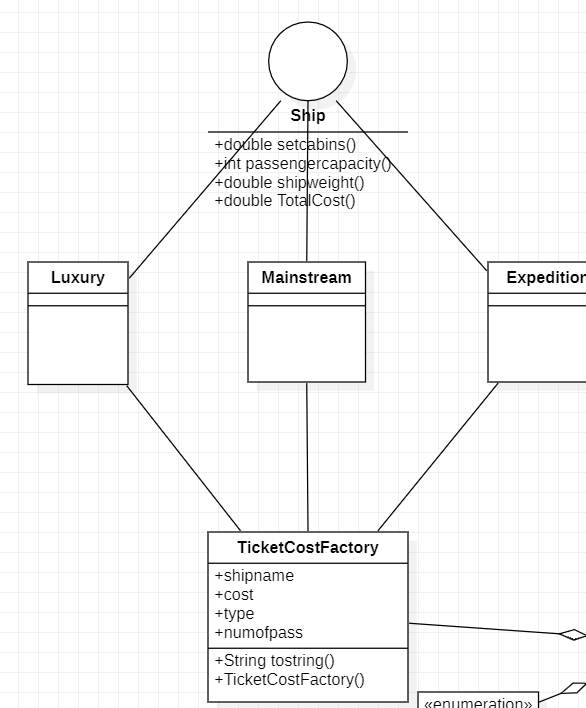 Ship
+double setcabins()
+int passengercapacity()
+double shipweight()
+double TotalCost()
Luxury
Mainstream
Expedition
TicketCostFactory
+shipname
+cost
+type
+numofpass
+String tostring()
+TicketCostFactory()
«enumeration»